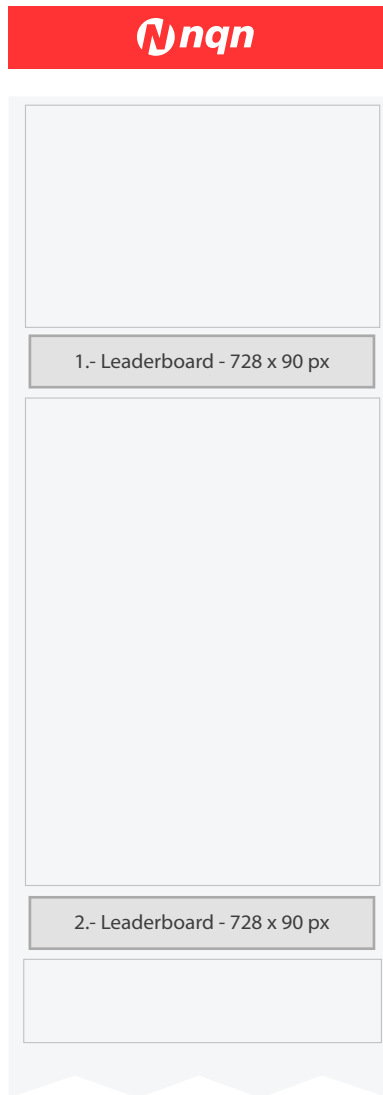 nqn
1.- Leaderboard - 728 x 90 px
2.- Leaderboard - 728 x 90 px